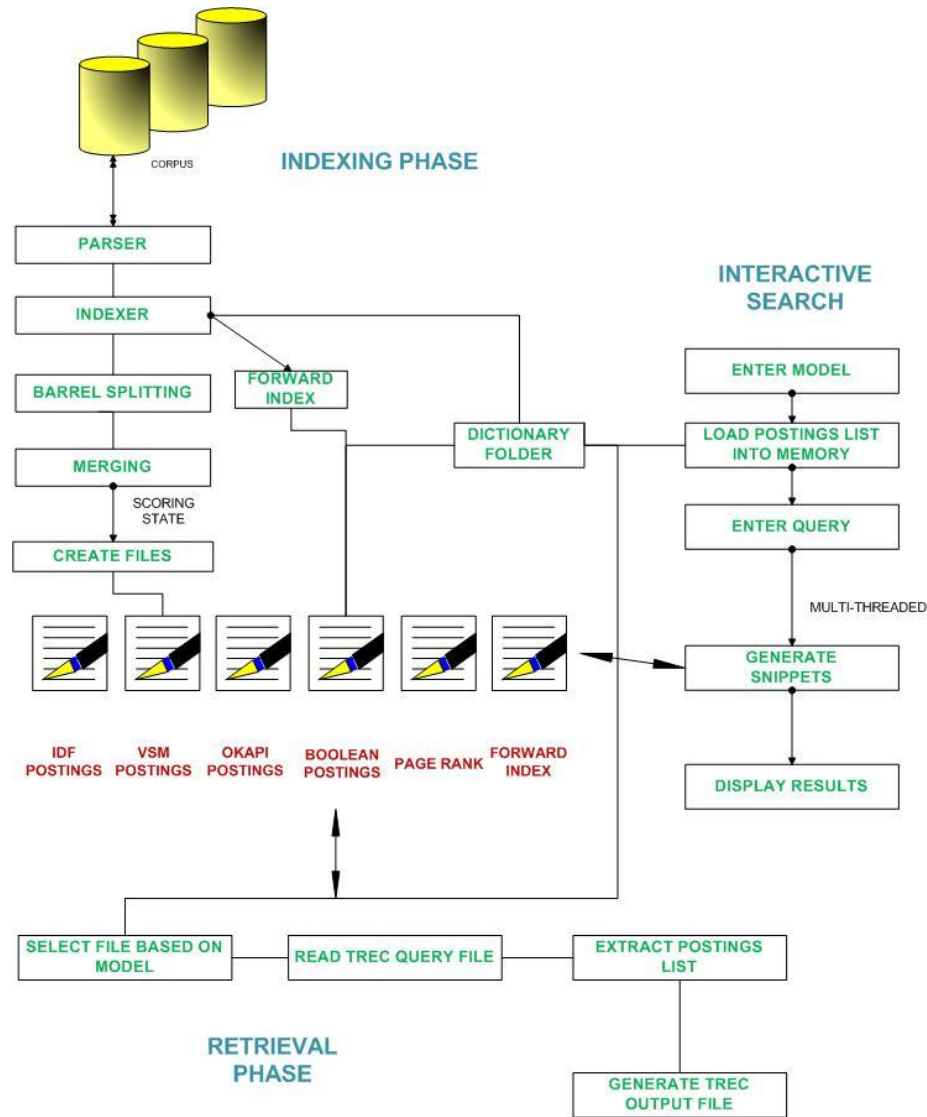 CORPUS
INDEXING PHASE
PARSER
INDEXER
BARREL SPLITTING
MERGING
SCORING
STATE
CREATE FILES
FORWARD
INDEX
DICTIONARY
FOLDER
INTERACTIVE
SEARCH
ENTER MODEL
LOAD POSTINGS LIST
INTO MEMORY
ENTER QUERY
MULTI-THREADED
GENERATE
SNIPPETS
DISPLAY RESULTS
IDF
POSTINGS
VSM
POSTINGS
OKAPI
POSTINGS
BOOLEAN
POSTINGS
PAGE RANK
FORWARD
INDEX
SELECT FILE BASED ON
MODEL
READ TREC QUERY FILE
EXTRACT POSTINGS
LIST
RETRIEVAL
PHASE
GENERATE TREC
OUTPUT FILE